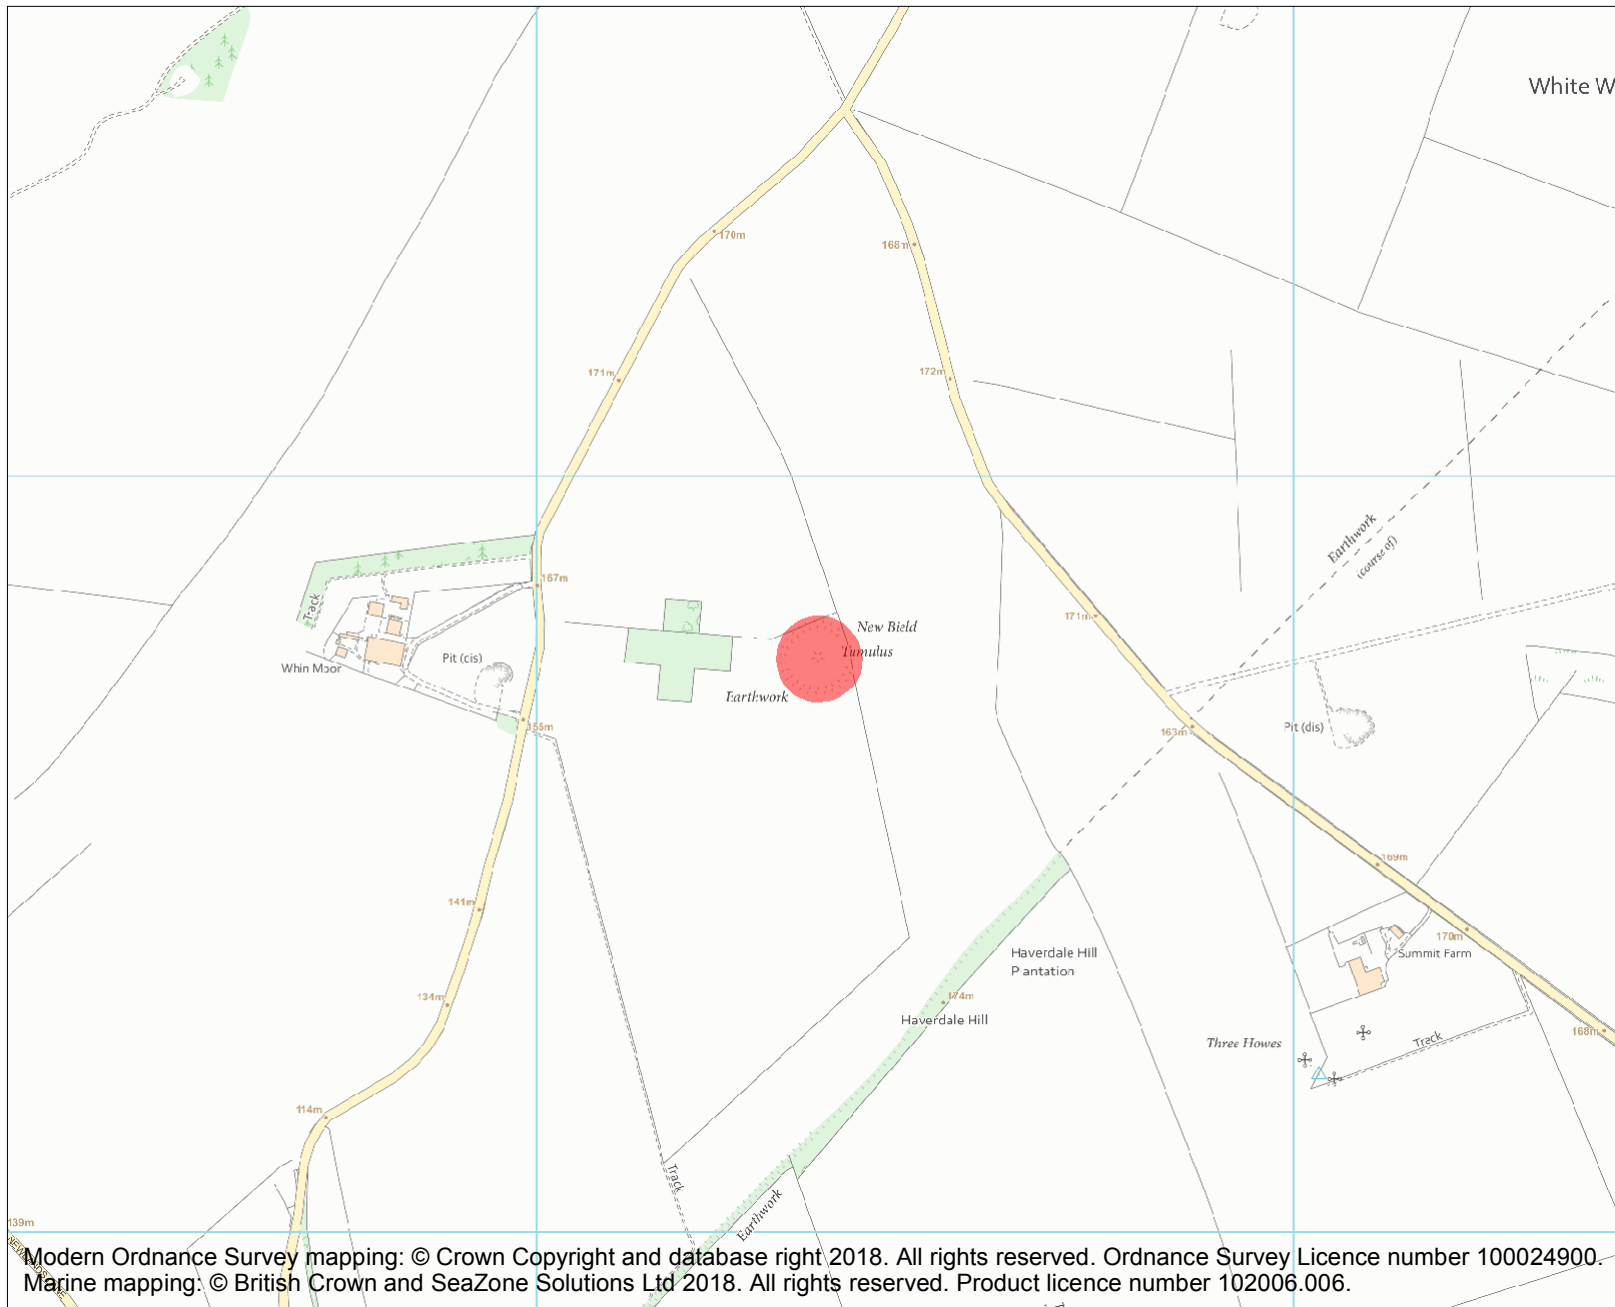 White W
170m
168m
171m
172m
Earthwork
(course of)
167m
Track
171m
New Bield
Tumulus
Pit (cis)
Whin Moor
Earthwork
155m
Pit (dis)
163m
169m
141m
170m
Summit Farm
Haverdale Hill
Plantation
174m
134m
Haverdale Hill
168m
Three Howes
Track
114m
Track
Earthwork
139m
Modern Ordnance Survey mapping: © Crown Copyright and database right 2018. All rights reserved. Ordnance Survey Licence number 100024900.
Marine mapping: © British Crown and SeaZone Solutions Ltd 2018. All rights reserved. Product licence number 102006.006.